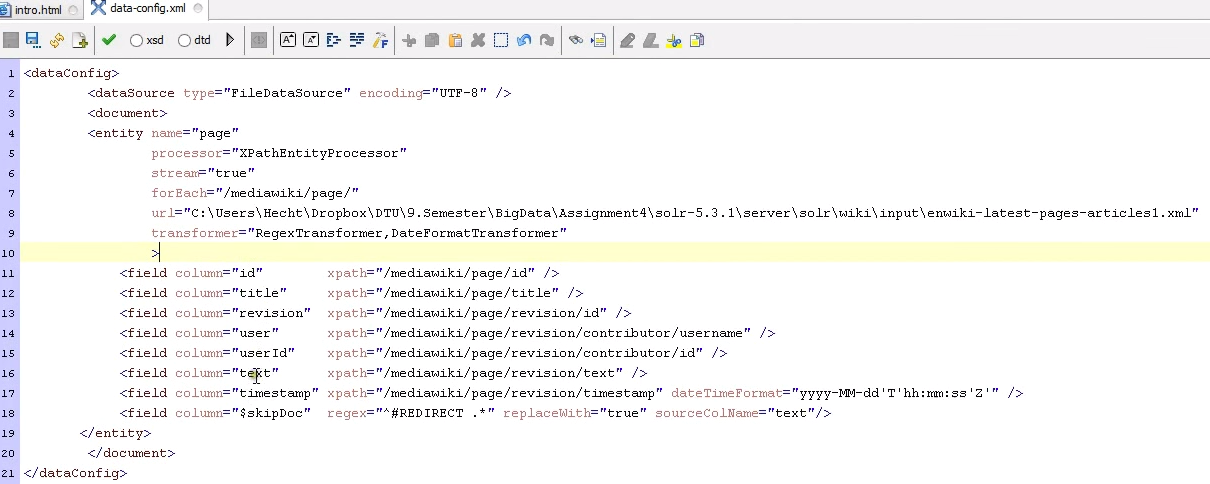 intro.html data-config.xml
xsd dtd
1 <dataConfig>
2 <dataSource type="FileDataSource" encoding="UTF-8" />
3 <document>
4 <entity name="page"
5 processor="XPathEntityProcessor"
6 stream="true"
7 forEach="/mediawiki/page/"
8 url="C:\Users\Hecht\Dropbox\DTU\9.Semester\BigData\Assignment4\solr-5.3.1\server\solr\wiki\input\enwiki-latest-pages-articles1.xml"
9 transformer="RegexTransformer,DateFormatTransformer"
10 >
11 <field column="id" xpath="/mediawiki/page/id" />
12 <field column="title" xpath="/mediawiki/page/title" />
13 <field column="revision" xpath="/mediawiki/page/revision/id" />
14 <field column="user" xpath="/mediawiki/page/revision/contributor/username" />
15 <field column="userId" xpath="/mediawiki/page/revision/contributor/id" />
16 <field column="text" xpath="/mediawiki/page/revision/text" />
17 <field column="timestamp" xpath="/mediawiki/page/revision/timestamp" dateTimeFormat="yyyy-MM-dd'T'hh:mm:ss'Z'" />
18 <field column="$skipDoc" regex="^#REDIRECT .*" replaceWith="true" sourceColName="text"/>
19 </entity>
20 </document>
21 </dataConfig>